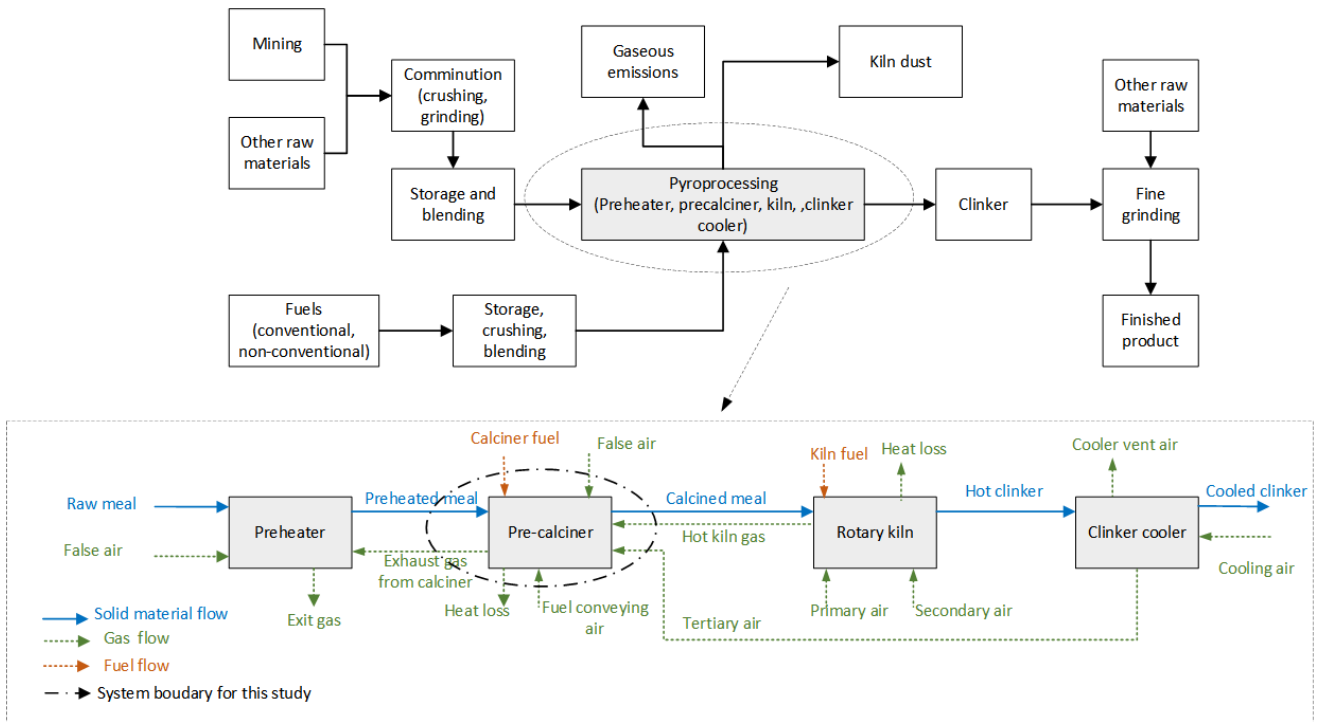 Mining
Other raw
materials
Comminution
(crushing,
grinding)
Storage and
blending
Gaseous
emissions
Kiln dust
Pyroprocessing
(Preheater, precalciner, kiln, ,clinker
cooler)
Clinker
Other raw
materials
Fine
grinding
Finished
product
Fuels
(conventional,
non-conventional)
Storage,
crushing,
blending
Calciner fuel
False air
Kiln fuel
Heat loss
Cooler vent air
Raw meal
Preheated meal
Calcined meal
Hot clinker
Cooled clinker
Preheater
Pre-calciner
Rotary kiln
Clinker cooler
False air
Exhaust gas
from calciner
Hot kiln gas
Cooling air
Exit gas
Heat loss
Fuel conveying
air
Tertiary air
Primary air
Secondary air
Solid material flow
Gas flow
Fuel flow
System boudary for this study